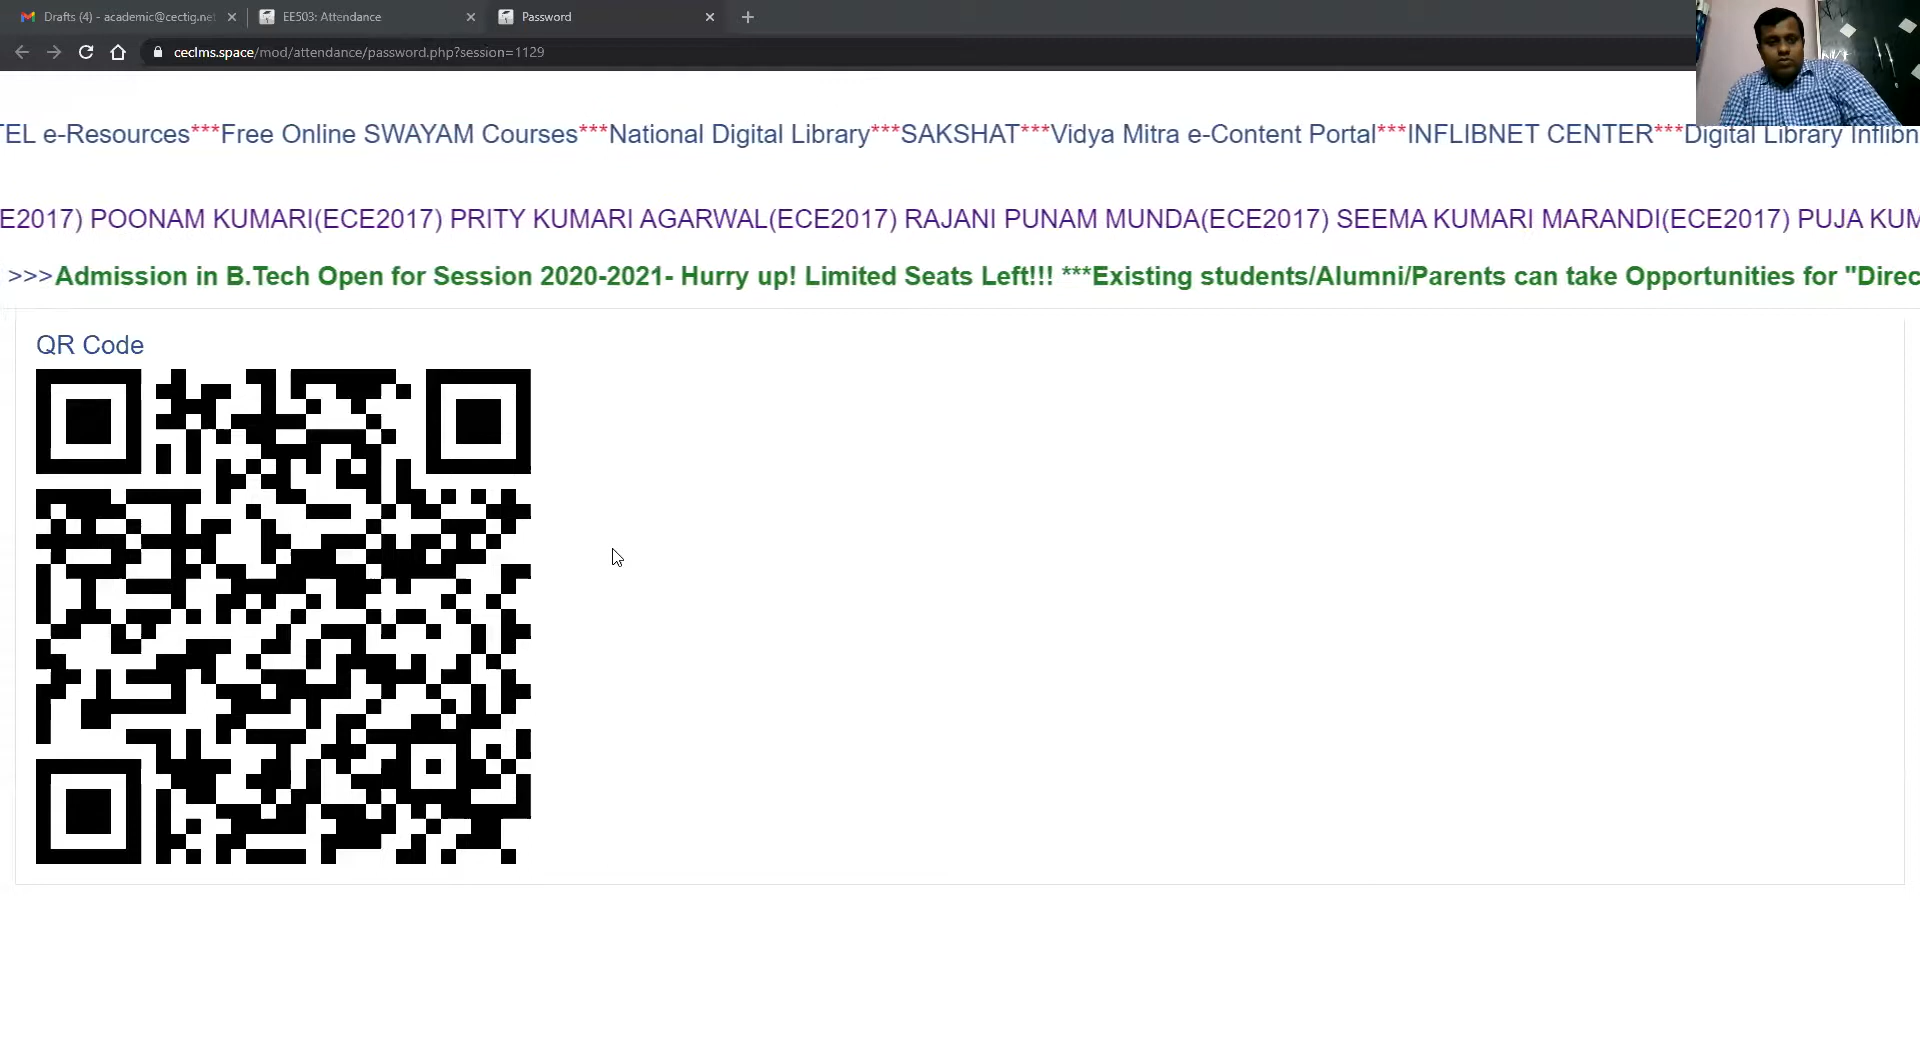 Drafts (4) - academic@cectig.net
EE503: Attendance
Password
ceclms.space/mod/attendance/password.php?session=1129
TEL e-Resources***Free Online SWAYAM Courses***National Digital Library***SAKSHAT***Vidya Mitra e-Content Portal***INFLIBNET CENTER***Digital Library Inflibn
E2017) POONAM KUMARI(ECE2017) PRITY KUMARI AGARWAL(ECE2017) RAJANI PUNAM MUNDA(ECE2017) SEEMA KUMARI MARANDI(ECE2017) PUJA KUM
>>>Admission in B.Tech Open for Session 2020-2021- Hurry up! Limited Seats Left!!! ***Existing students/Alumni/Parents can take Opportunities for "Direc
QR Code